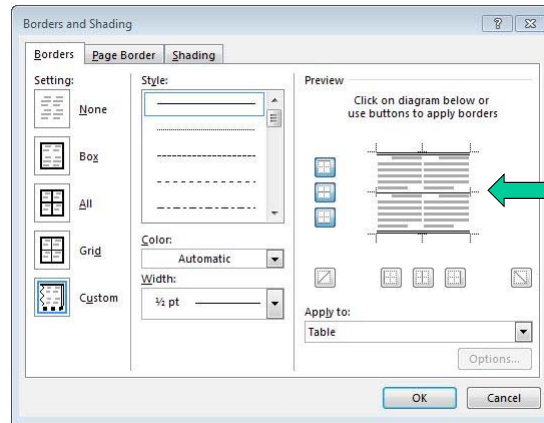 Borders and Shading
Borders Page Border Shading
Setting:
None
Box
All
Grid
Custom
Style:
Color:
Automatic
Width:
½ pt
Preview
Click on diagram below or
use buttons to apply borders
Apply to:
Table
Options...
OK Cancel